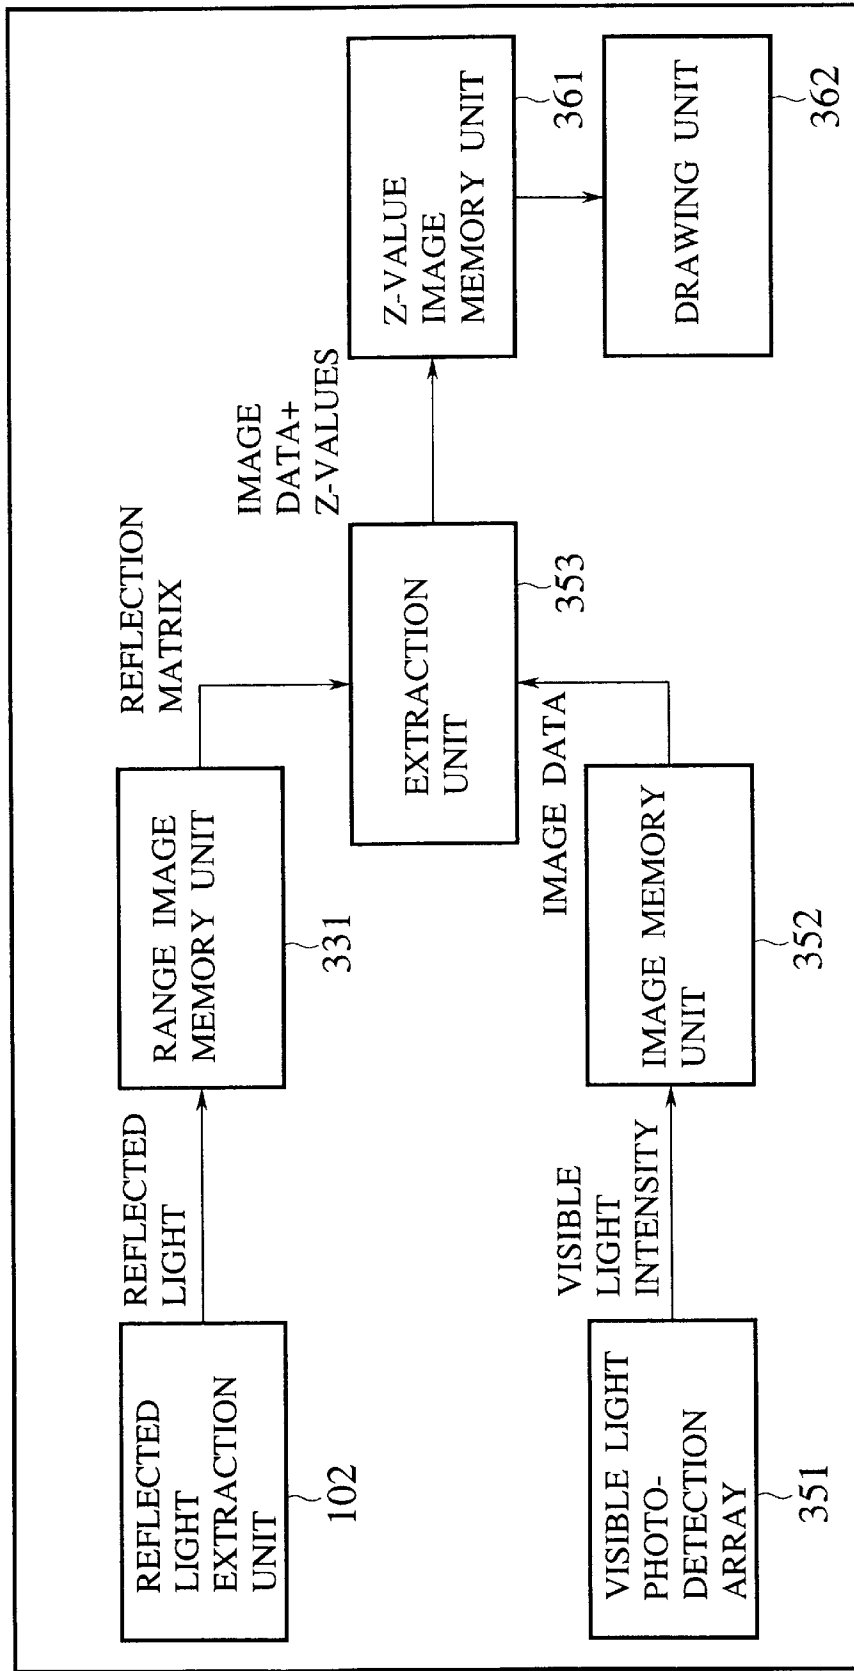 REFLECTED
LIGHT
EXTRACTION
UNIT
102
REFLECTED
LIGHT
RANGE IMAGE
MEMORY UNIT
331
REFLECTION
MATRIX
VISIBLE LIGHT
PHOTO-
DETECTION
ARRAY
351
VISIBLE
LIGHT
INTENSITY
IMAGE MEMORY
UNIT
352
IMAGE DATA
EXTRACTION
UNIT
353
IMAGE
DATA+
Z-VALUES
Z-VALUE
IMAGE
MEMORY UNIT
361
DRAWING UNIT
362